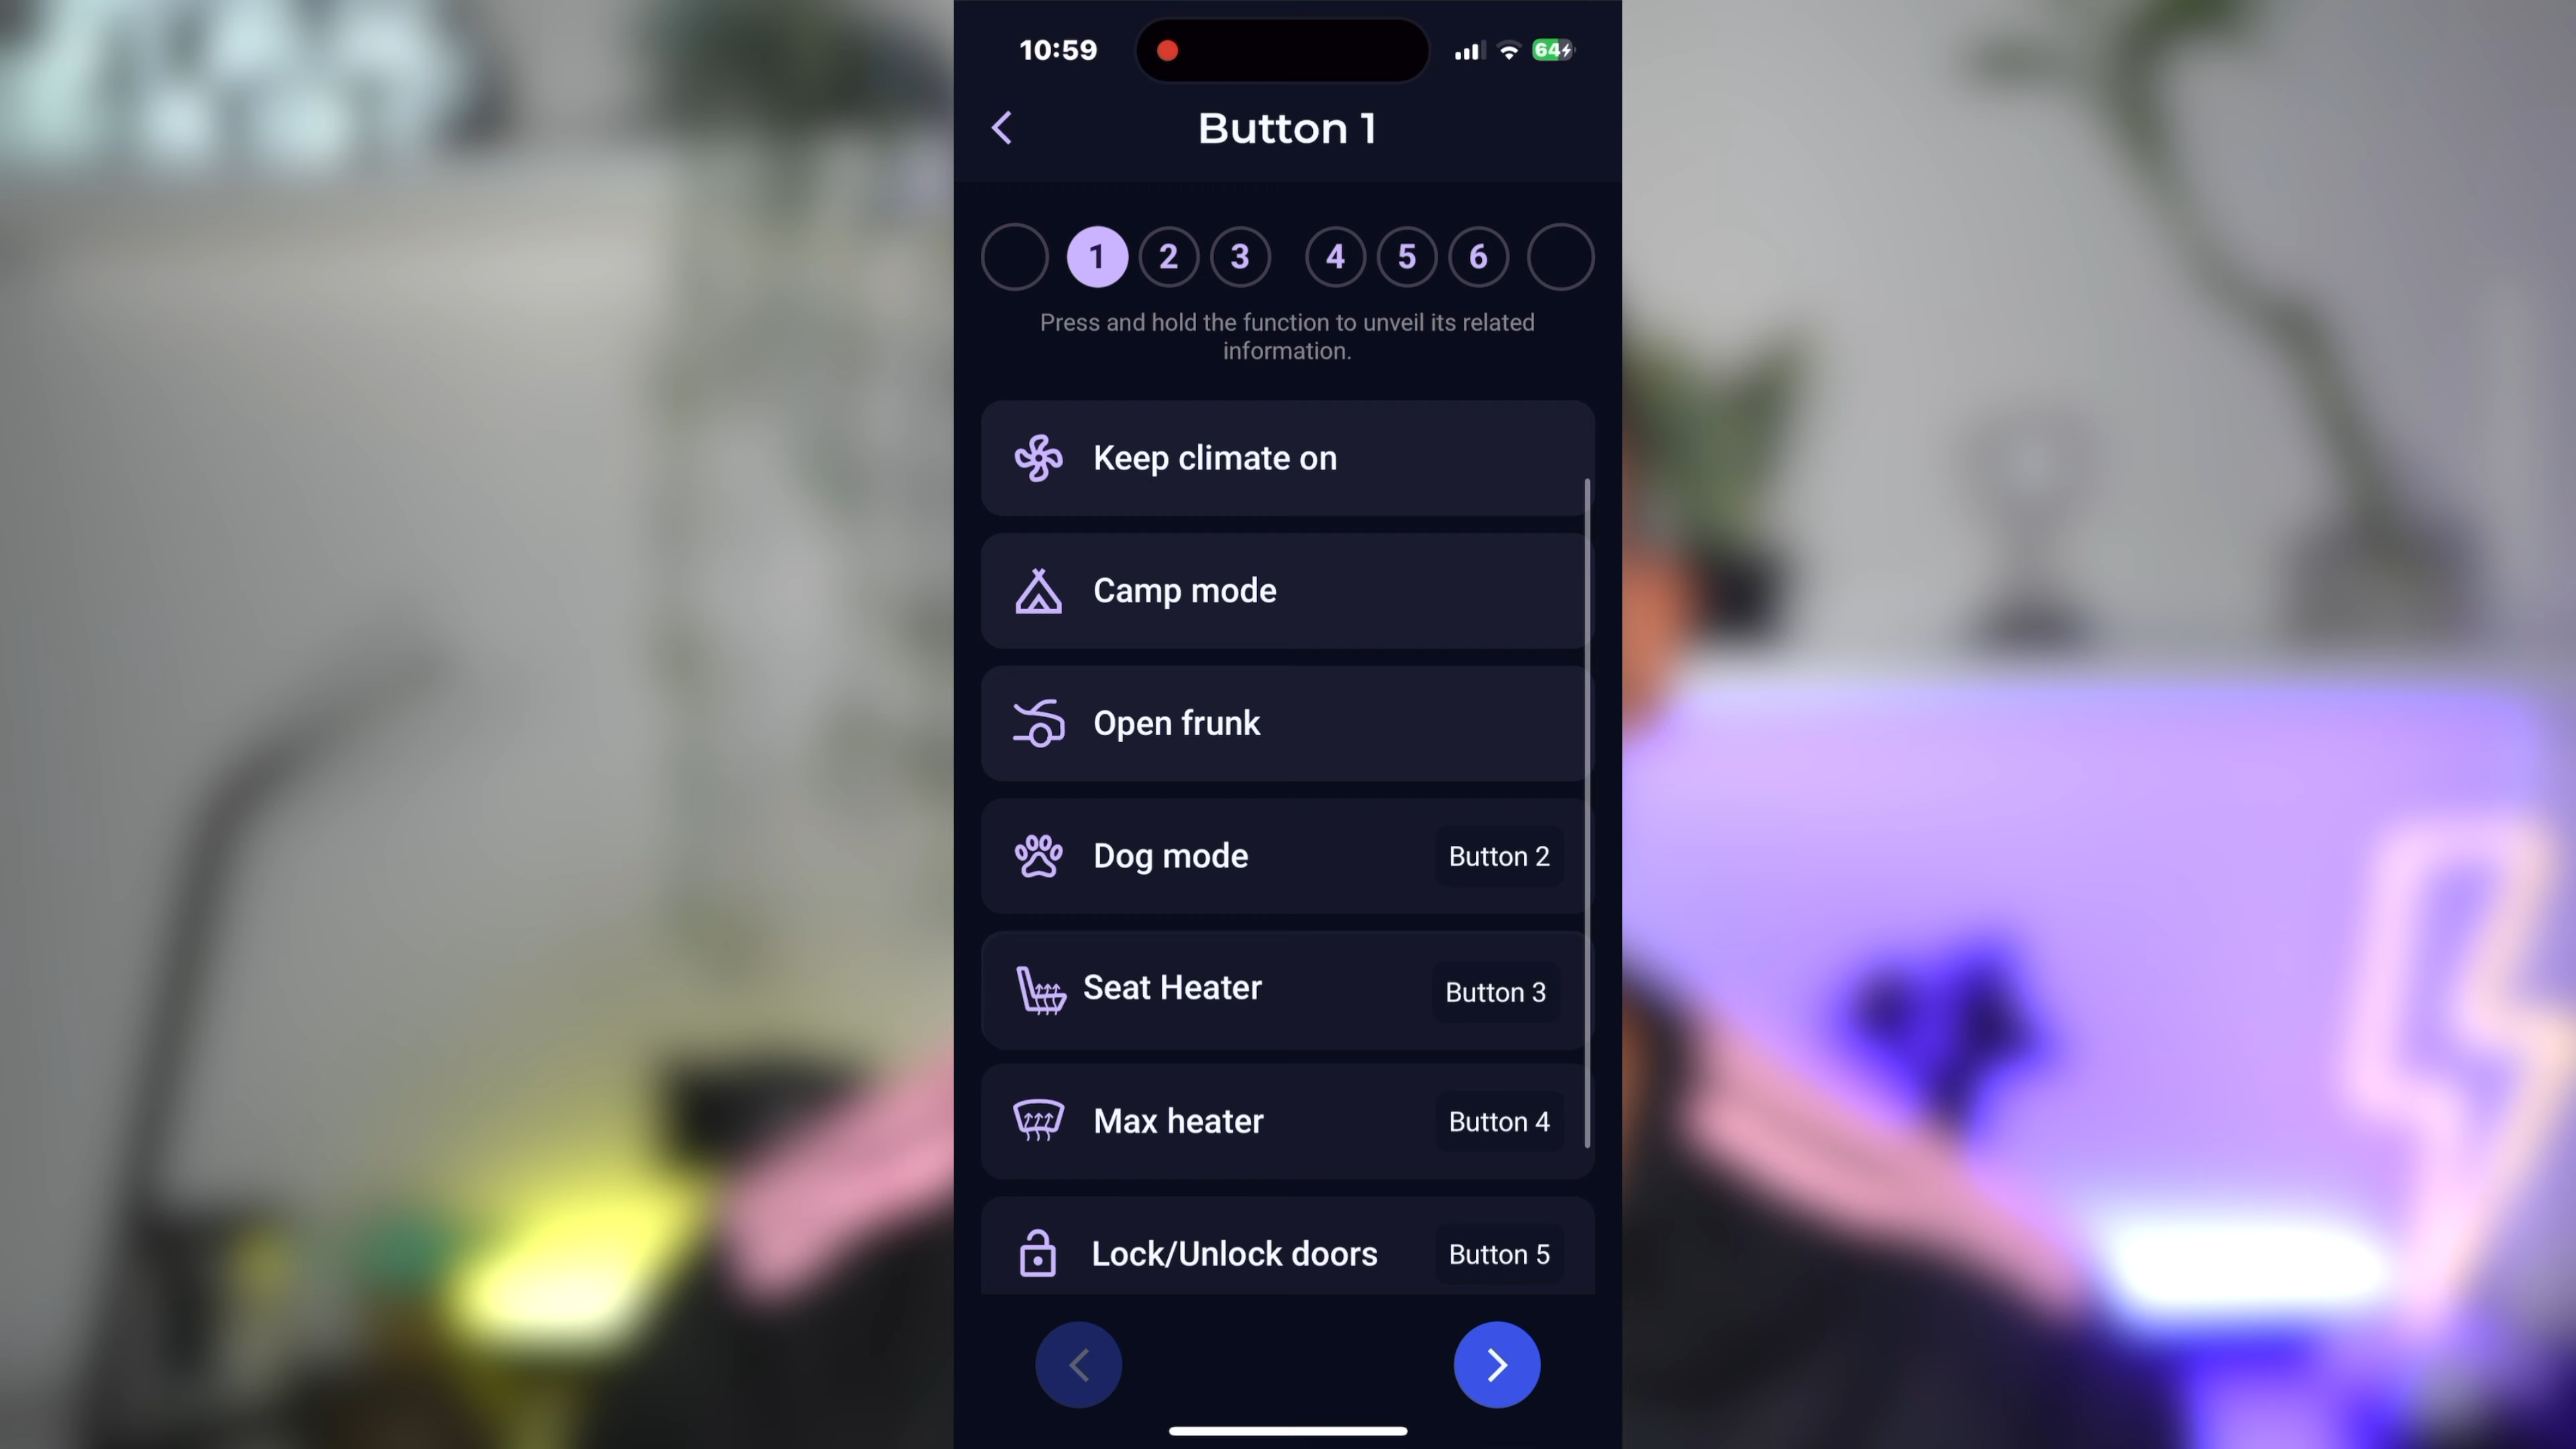 10:59
64
Button 1
1 2 3 4 5 6
Press and hold the function to unveil its related
information.
Keep climate on
Camp mode
Open frunk
Dog mode
Button 2
Seat Heater
Button 3
Max heater
Button 4
Lock/Unlock doors
Button 5